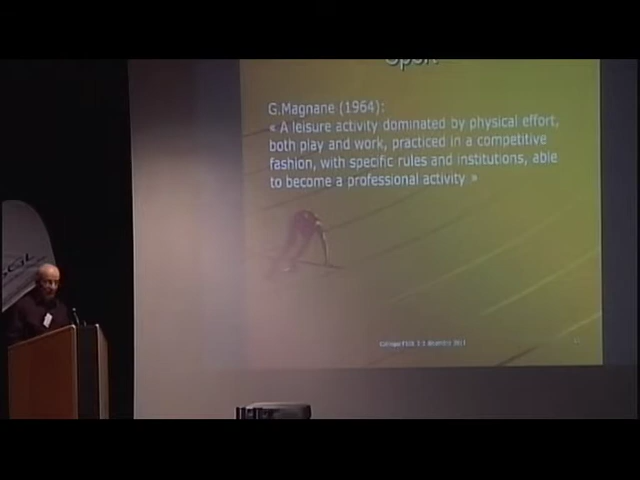 Sport
G.Magnane (1964):
« A leisure activity dominated by physical effort,
both play and work, practiced in a competitive
fashion, with specific rules and institutions, able
to become a professional activity »